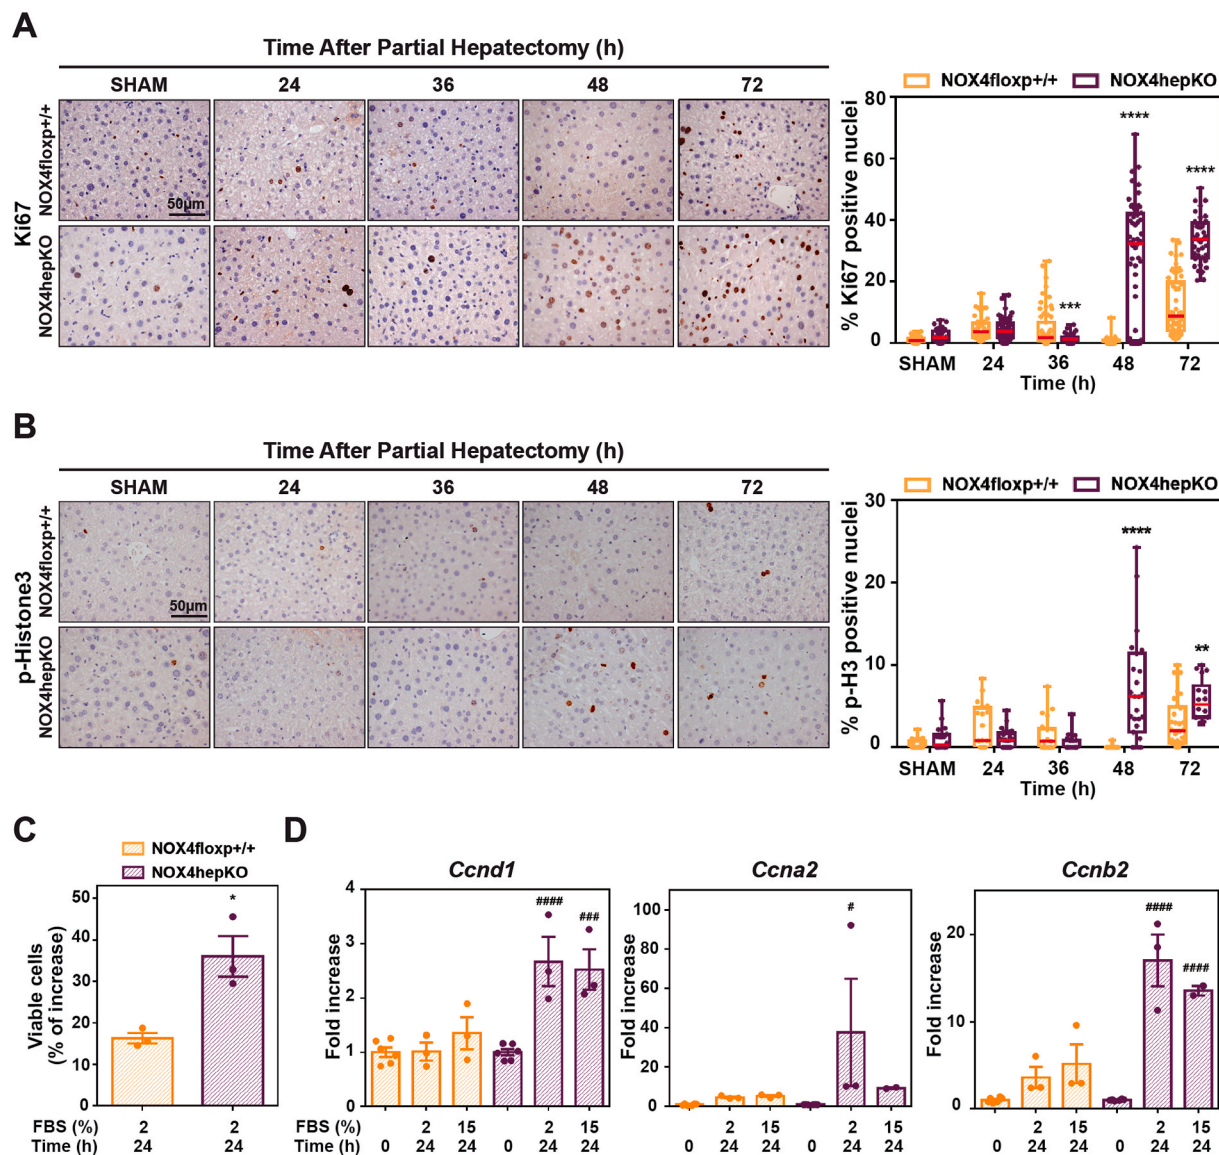 A
Time After Partial Hepatectomy (h)
SHAM 24 36 48 72
Ki67
NOX4floxp+/+
50µm
NOX4hepKO
NOX4floxp+/+ NOX4hepKO
% Ki67 positive nuclei
80
60
40
20
0
****
****
***
SHAM 24 36 48 72
Time (h)
B
Time After Partial Hepatectomy (h)
SHAM 24 36 48 72
p-Histone3
NOX4floxp+/+
50µm
NOX4hepKO
NOX4floxp+/+ NOX4hepKO
% p-H3 positive nuclei
30
20
10
0
****
**
SHAM 24 36 48 72
Time (h)
C
NOX4floxp+/+
NOX4hepKO
Viable cells
(% of increase)
50
40
30
20
10
0
*
FBS (%) 2 2
Time (h) 24 24
D
Ccnd1
Fold increase
4
3
2
1
0
####
###
FBS (%) 2 15 2 15
Time (h) 0 24 24 0 24 24
Ccna2
Fold increase
100
80
60
40
20
0
#
FBS (%) 2 15 2 15
Time (h) 0 24 24 0 24 24
Ccnb2
Fold increase
20
10
0
####
####
FBS (%) 2 15 2 15
Time (h) 0 24 24 0 24 24